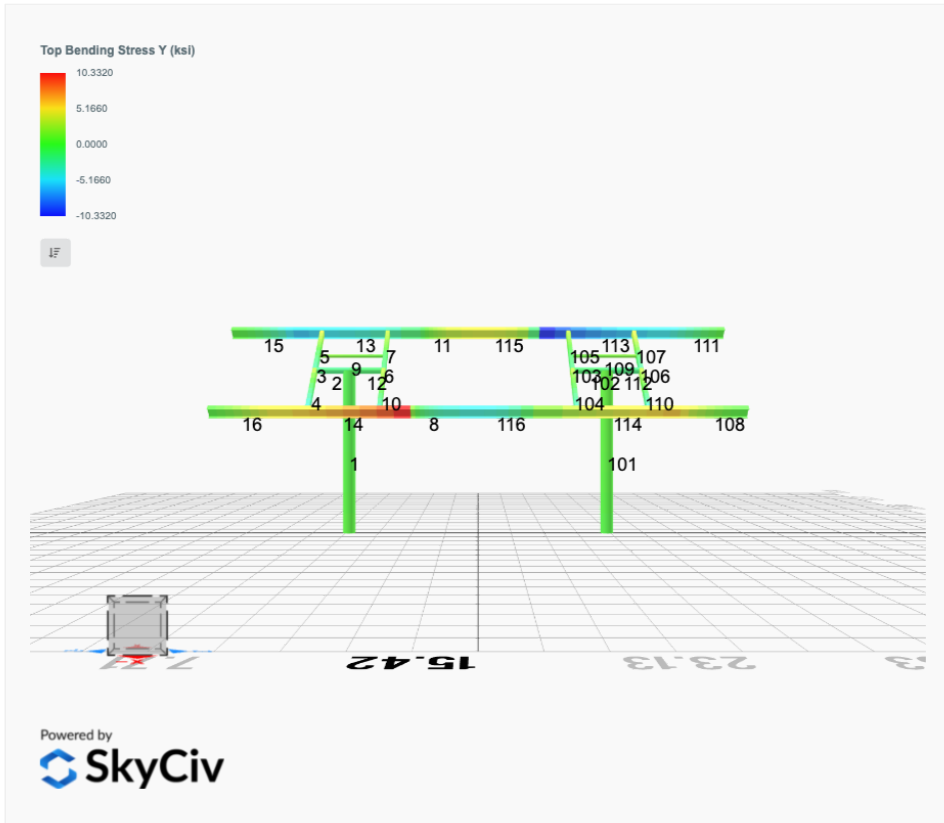 Top Bending Stress Y (ksi)
10.3320
5.1660
0.0000
-5.1660
-10.3320
15 13 11 115 113 111
5 7 105 107
9 109
3 2 12 6 103 102 112 106
4 10 104 110
16 14 8 116 114 108
1 101
7.71 15.42 23.13
Powered by
SkyCiv